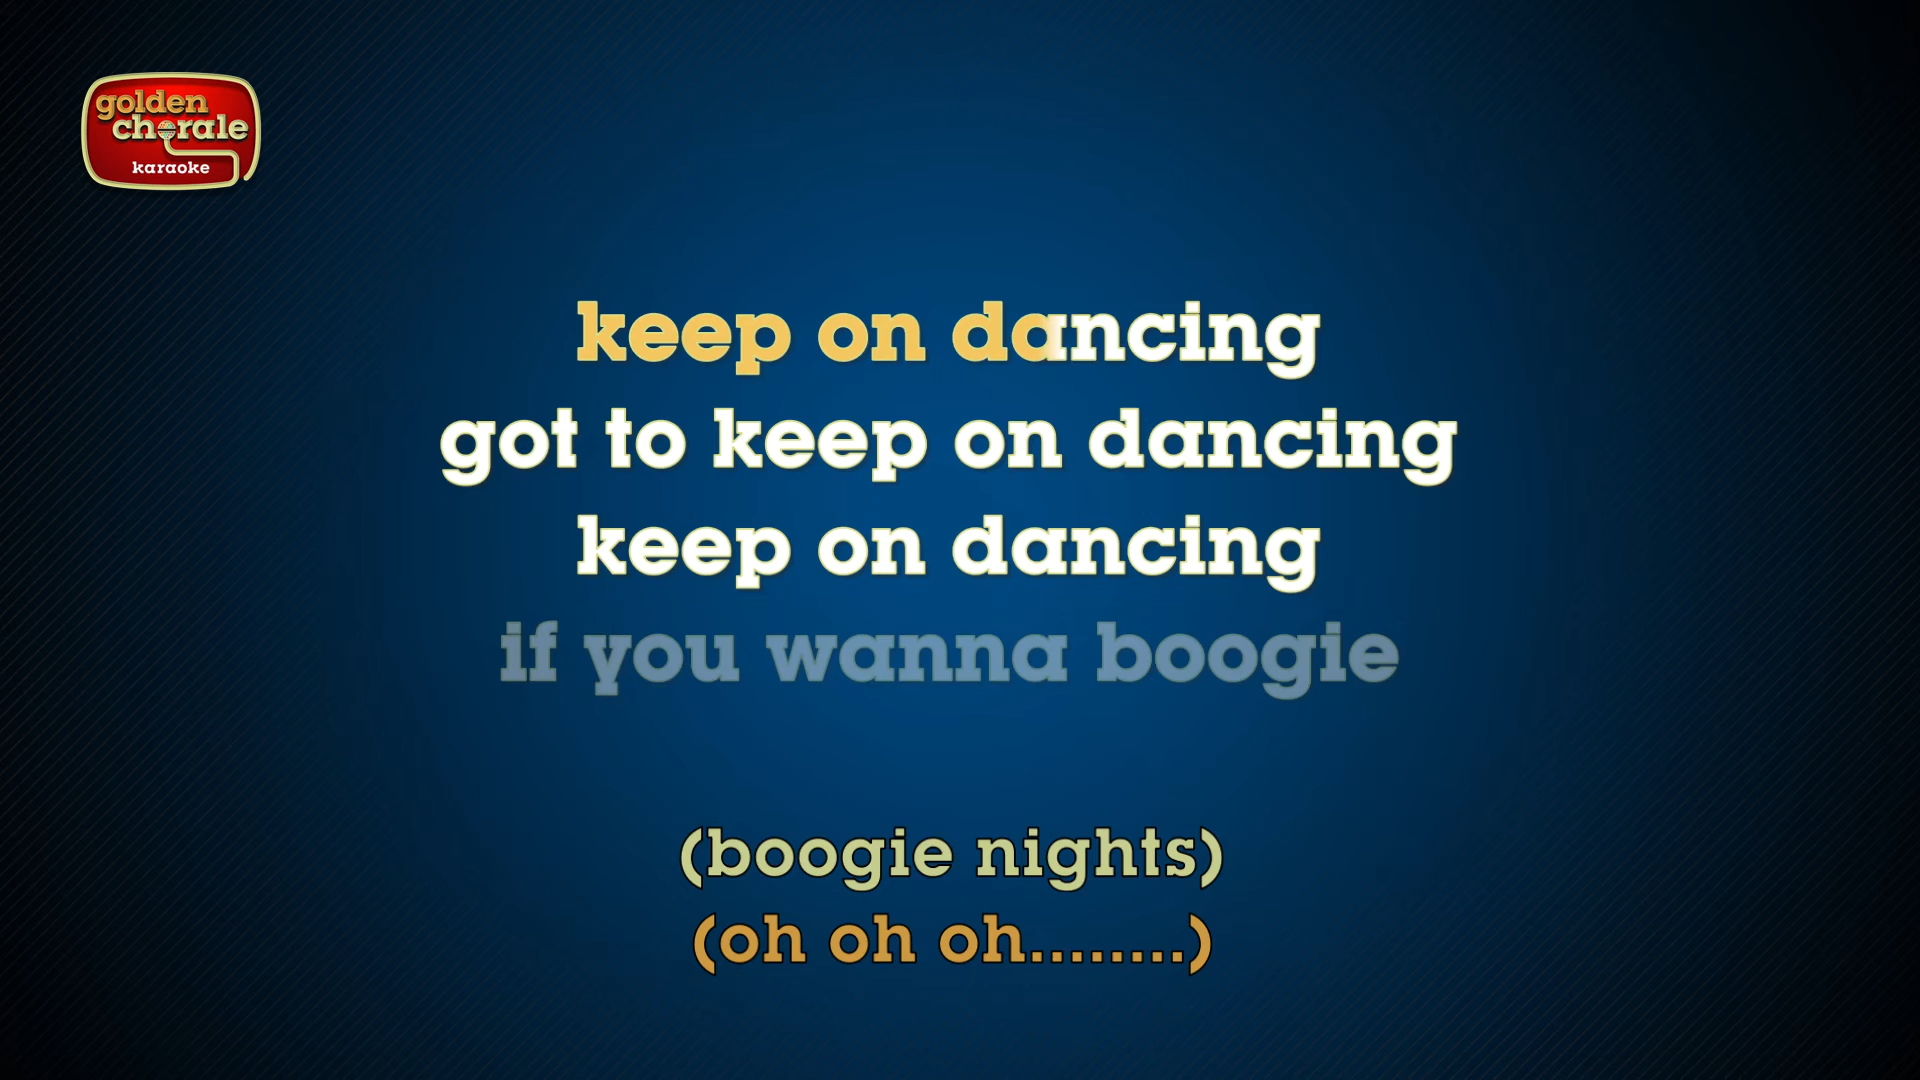 golden
chorale
karaoke
keep on dancing
got to keep on dancing
keep on dancing
if you wanna boogie
(boogie nights)
(oh oh oh........)